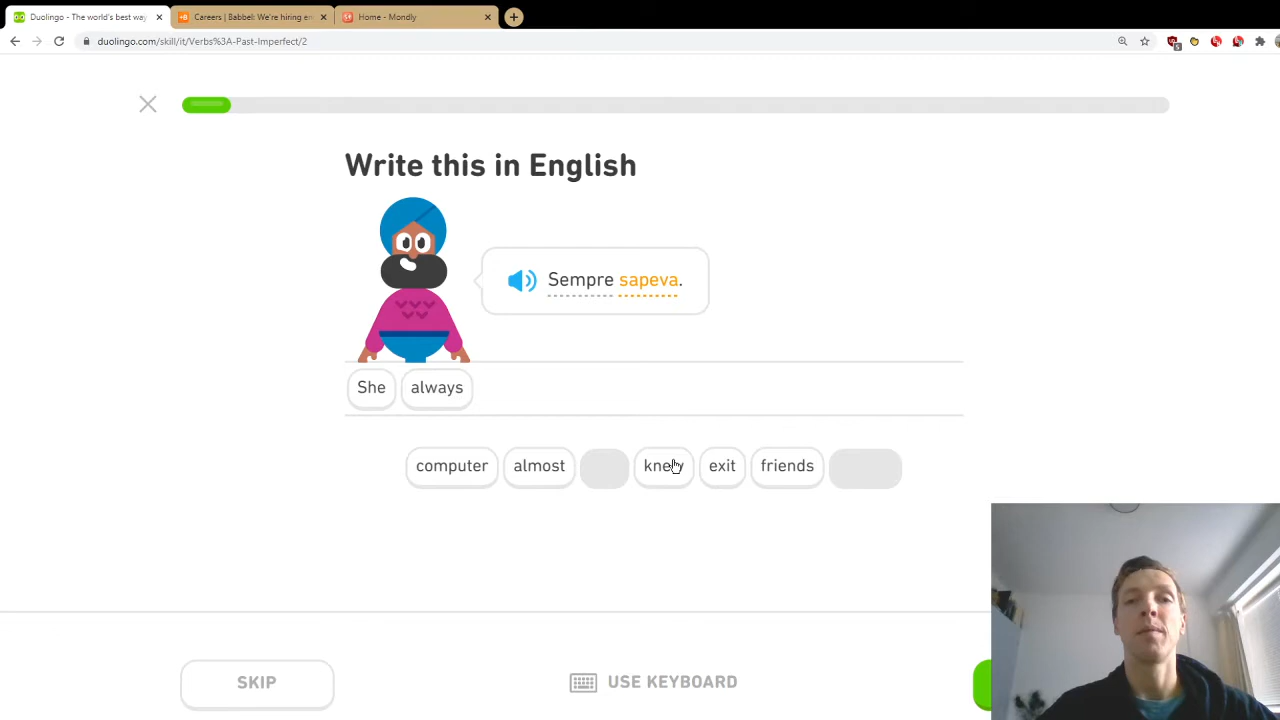 Duolingo - The world's best way
Careers | Babbel: We're hiring en
Home - Mondly
duolingo.com/skill/it/Verbs%3A-Past-Imperfect/2
Write this in English
Sempre sapeva.
She always
computer almost knew exit friends
SKIP USE KEYBOARD